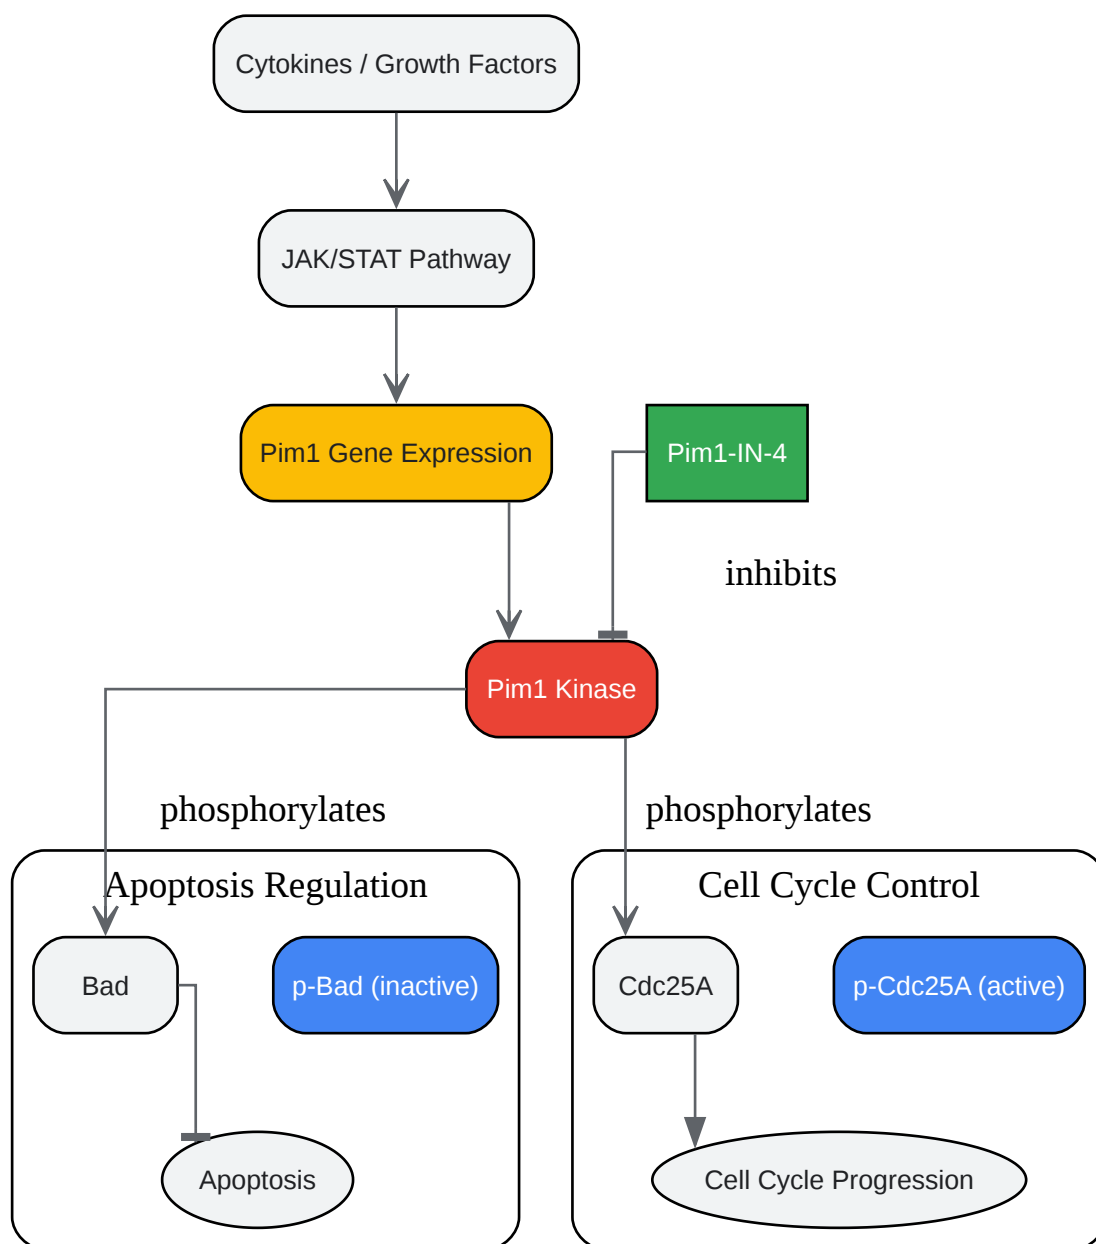 Cytokines / Growth Factors
JAK/STAT Pathway
Pim1 Gene Expression
Pim1-IN-4
inhibits
Pim1 Kinase
phosphorylates
phosphorylates
Apoptosis Regulation
Cell Cycle Control
Bad
p-Bad (inactive)
Cdc25A
p-Cdc25A (active)
Apoptosis
Cell Cycle Progression